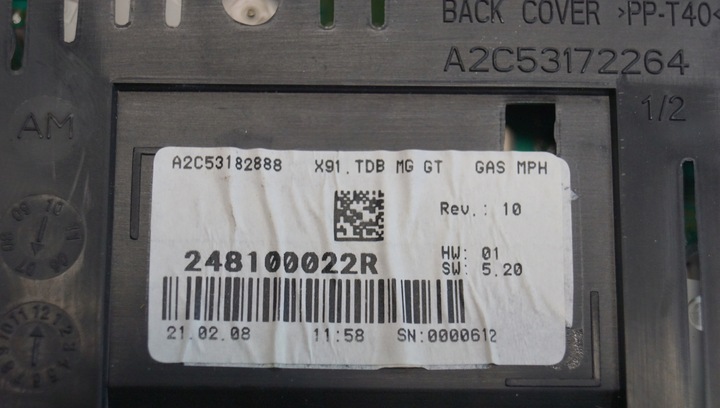 BACK COVER >PP-T40<
A2C53172264
1/2
AM
A2C53182888 X91.TDB MG GT GAS MPH
Rev.: 10
248100022R
HW: 01
SW: 5.20
21.02.08 11:58 SN:0000612